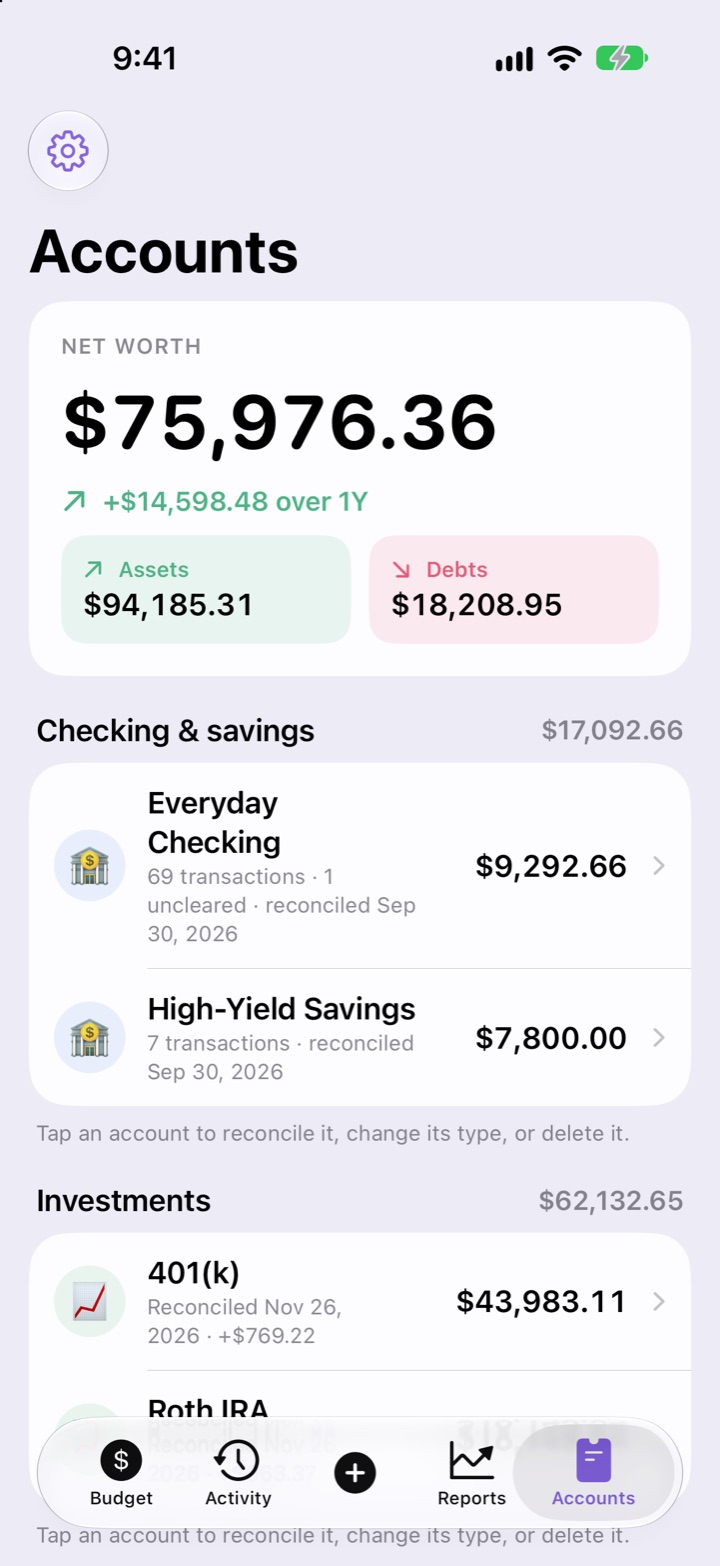 9:41
Accounts
NET WORTH
$75,976.36
+$14,598.48 over 1Y
Assets
$94,185.31
Debts
$18,208.95
Checking & savings
$17,092.66
Everyday
Checking
69 transactions · 1
uncleared · reconciled Sep
30, 2026
$9,292.66
High-Yield Savings
7 transactions · reconciled
Sep 30, 2026
$7,800.00
Tap an account to reconcile it, change its type, or delete it.
Investments
$62,132.65
401(k)
Reconciled Nov 26,
2026 · +$769.22
$43,983.11
Roth IRA
Budget
Activity
Reports
Accounts
Tap an account to reconcile it, change its type, or delete it.